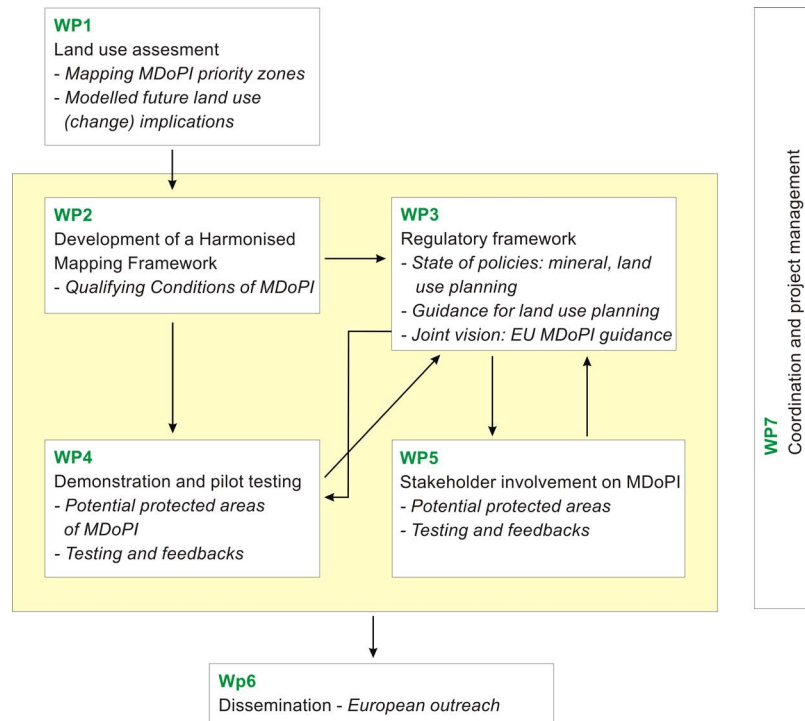 WP1
Land use assesment
- Mapping MDoPI priority zones
- Modelled future land use
(change) implications
WP2
Development of a Harmonised
Mapping Framework
- Qualifying Conditions of MDoPI
WP3
Regulatory framework
- State of policies: mineral, land
use planning
- Guidance for land use planning
- Joint vision: EU MDoPI guidance
WP4
Demonstration and pilot testing
- Potential protected areas
of MDoPI
- Testing and feedbacks
WP5
Stakeholder involvement on MDoPI
- Potential protected areas
- Testing and feedbacks
Wp6
Dissemination - European outreach
WP7
Coordination and project management